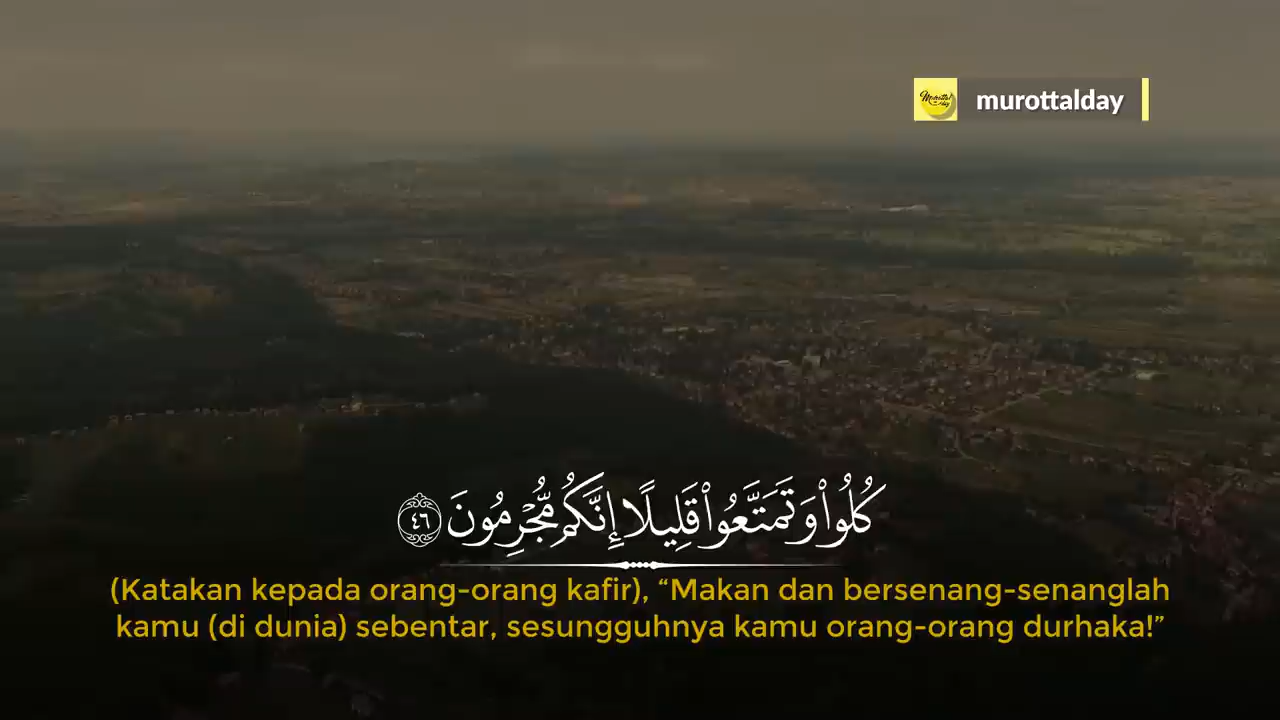 murottalday
كُلُوا۟ وَتَمَتَّعُوا۟ قَلِيلًا إِنَّكُم مُّجْرِمُونَ ٤٦
(Katakan kepada orang-orang kafir), “Makan dan bersenang-senanglah
kamu (di dunia) sebentar, sesungguhnya kamu orang-orang durhaka!”